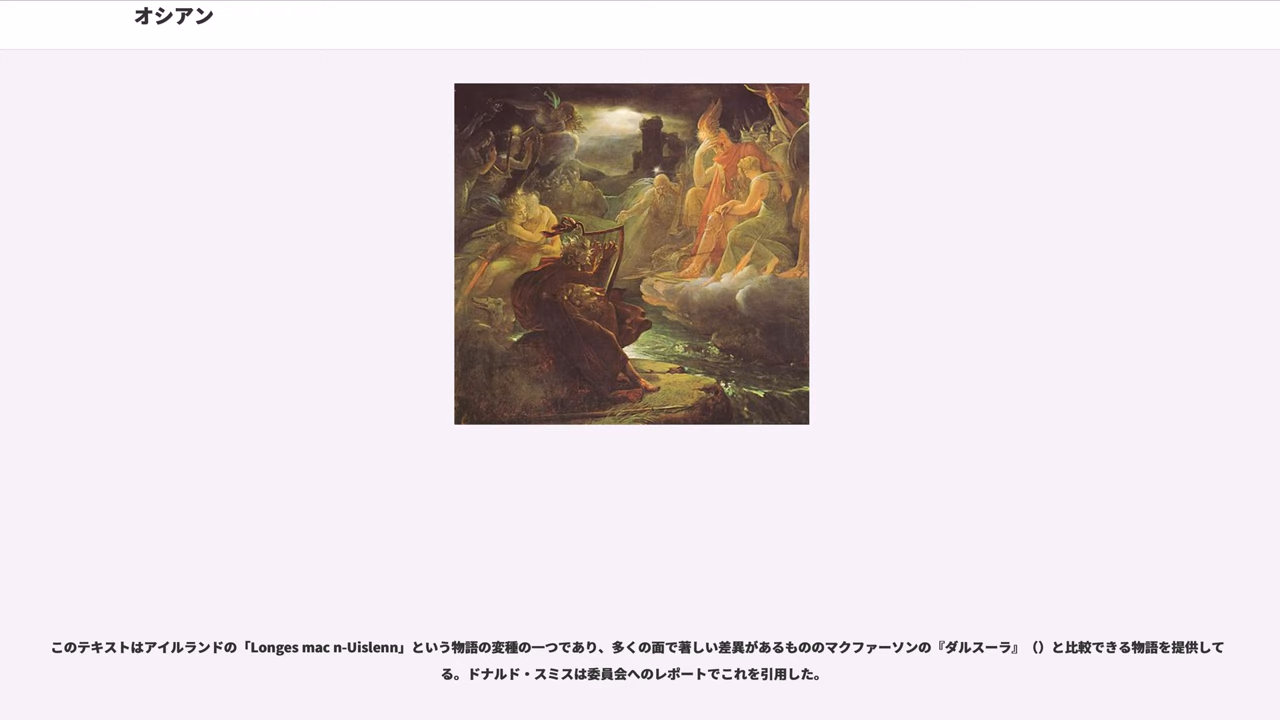 オシアン
このテキストはアイルランドの「Longes mac n-Uislenn」という物語の変種の一つであり、多くの面で著しい差異があるもののマクファーソンの『ダルスーラ』（）と比較できる物語を提供して
る。ドナルド・スミスは委員会へのレポートでこれを引用した。